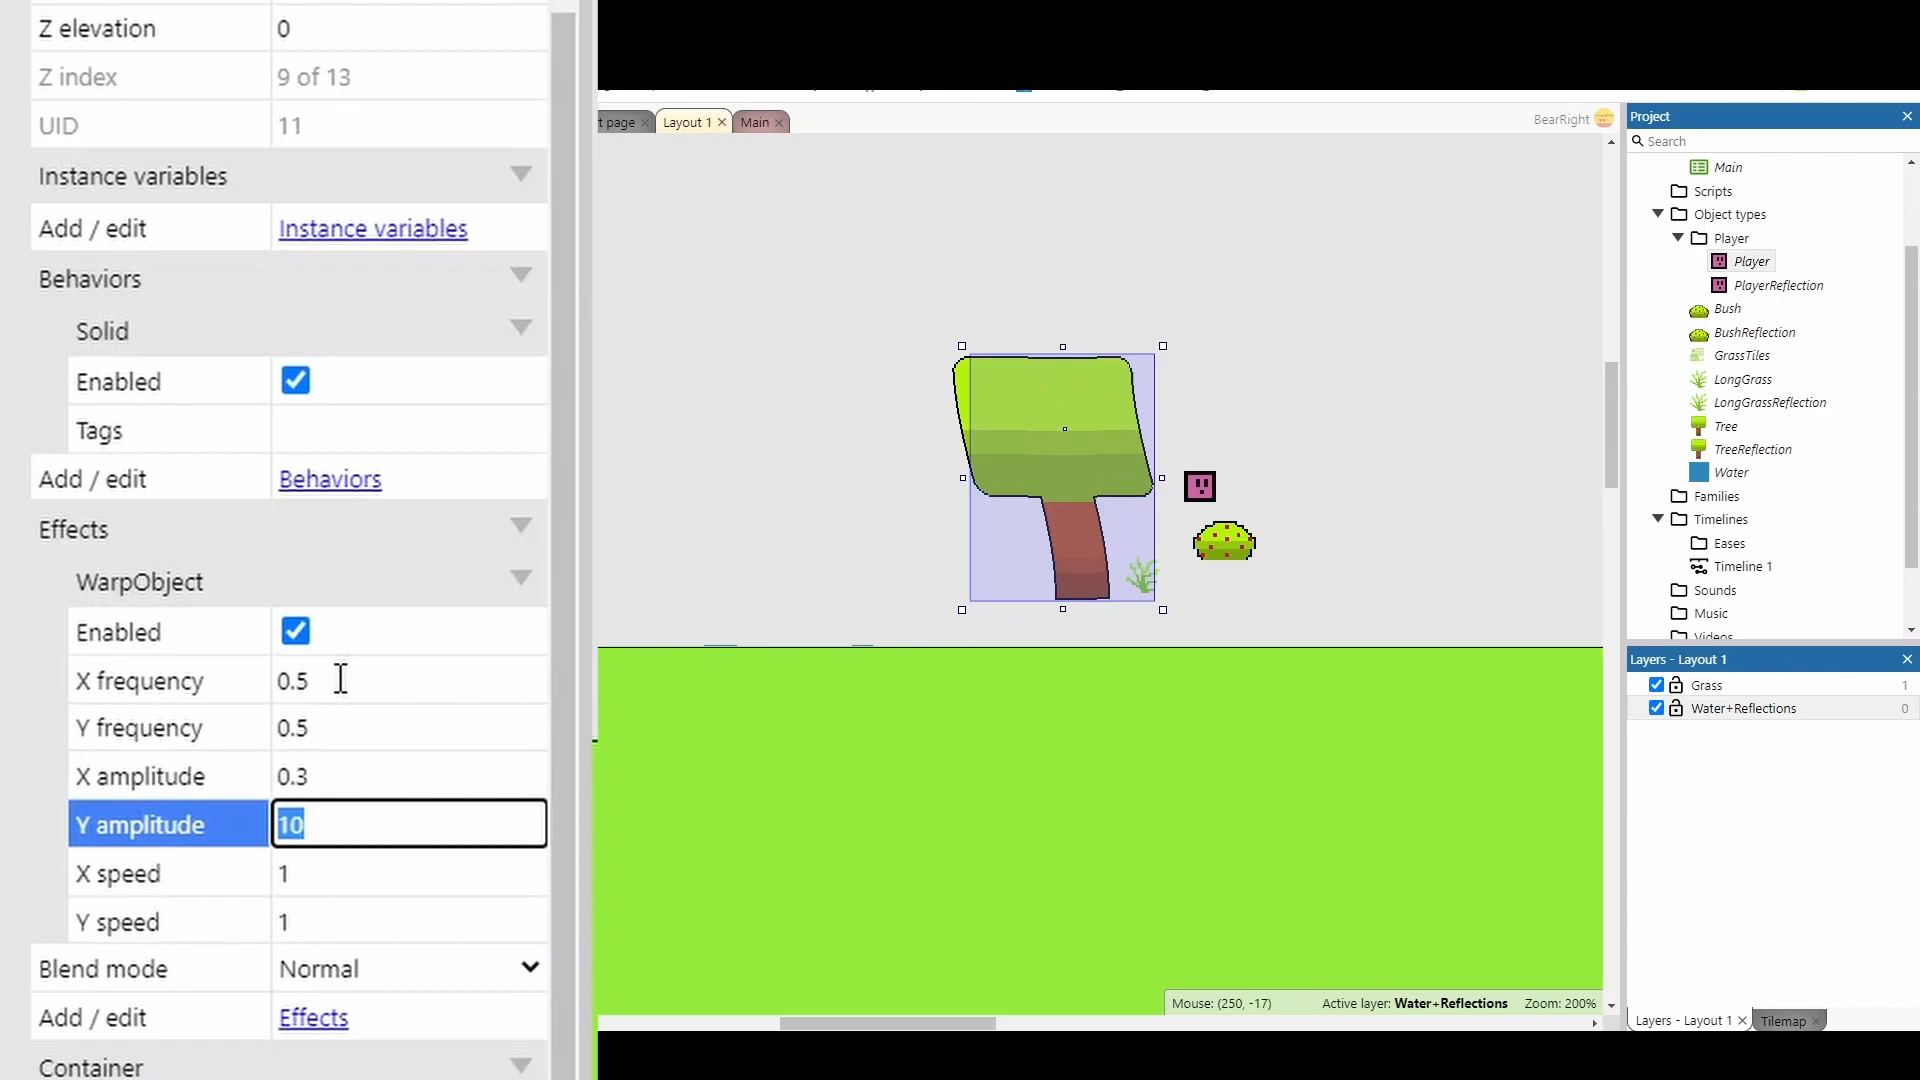 Z elevation 0
Z index 9 of 13
UID 11
Instance variables
Add / edit Instance variables
Behaviors
Solid
Enabled
Tags
Add / edit Behaviors
Effects
WarpObject
Enabled
X frequency 0.5
Y frequency 0.5
X amplitude 0.3
Y amplitude 10
X speed 1
Y speed 1
Blend mode Normal
Add / edit Effects
Container
t page Layout 1 Main BearRight
Mouse: (250, -17) Active layer: Water+Reflections Zoom: 200%
Project
Search
Main
Scripts
Object types
Player
Player
PlayerReflection
Bush
BushReflection
GrassTiles
LongGrass
LongGrassReflection
Tree
TreeReflection
Water
Families
Timelines
Eases
Timeline 1
Sounds
Music
Videos
Layers - Layout 1
Grass 1
Water+Reflections 0
Layers - Layout 1 Tilemap